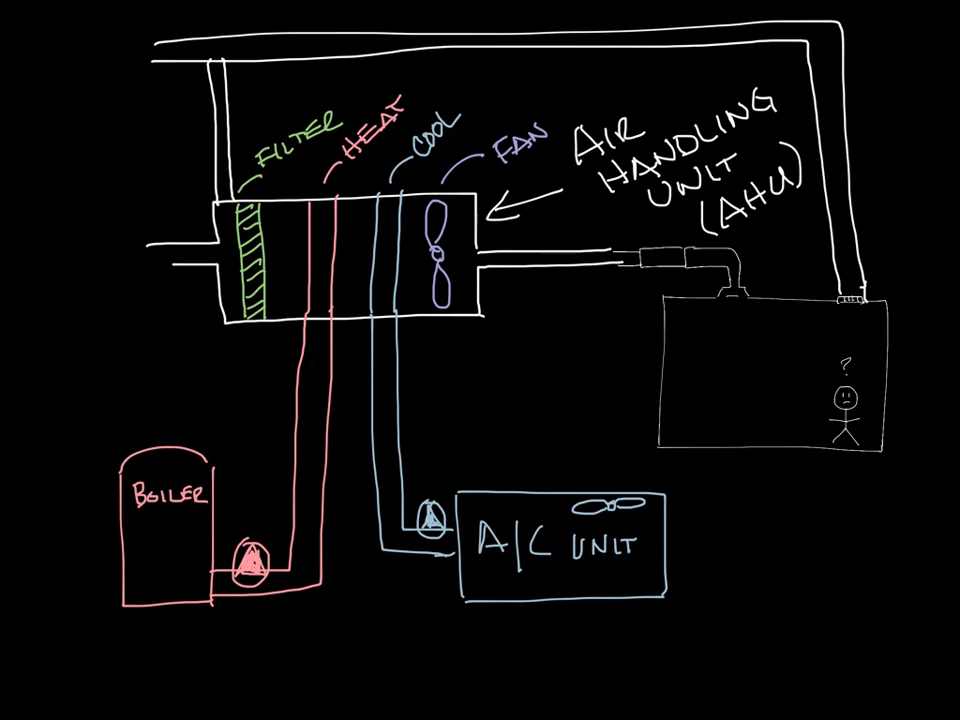 FILTER
HEAT
COOL
FAN
AIR
HANDLING
UNIT
(AHU)
?
BOILER
A/C UNIT